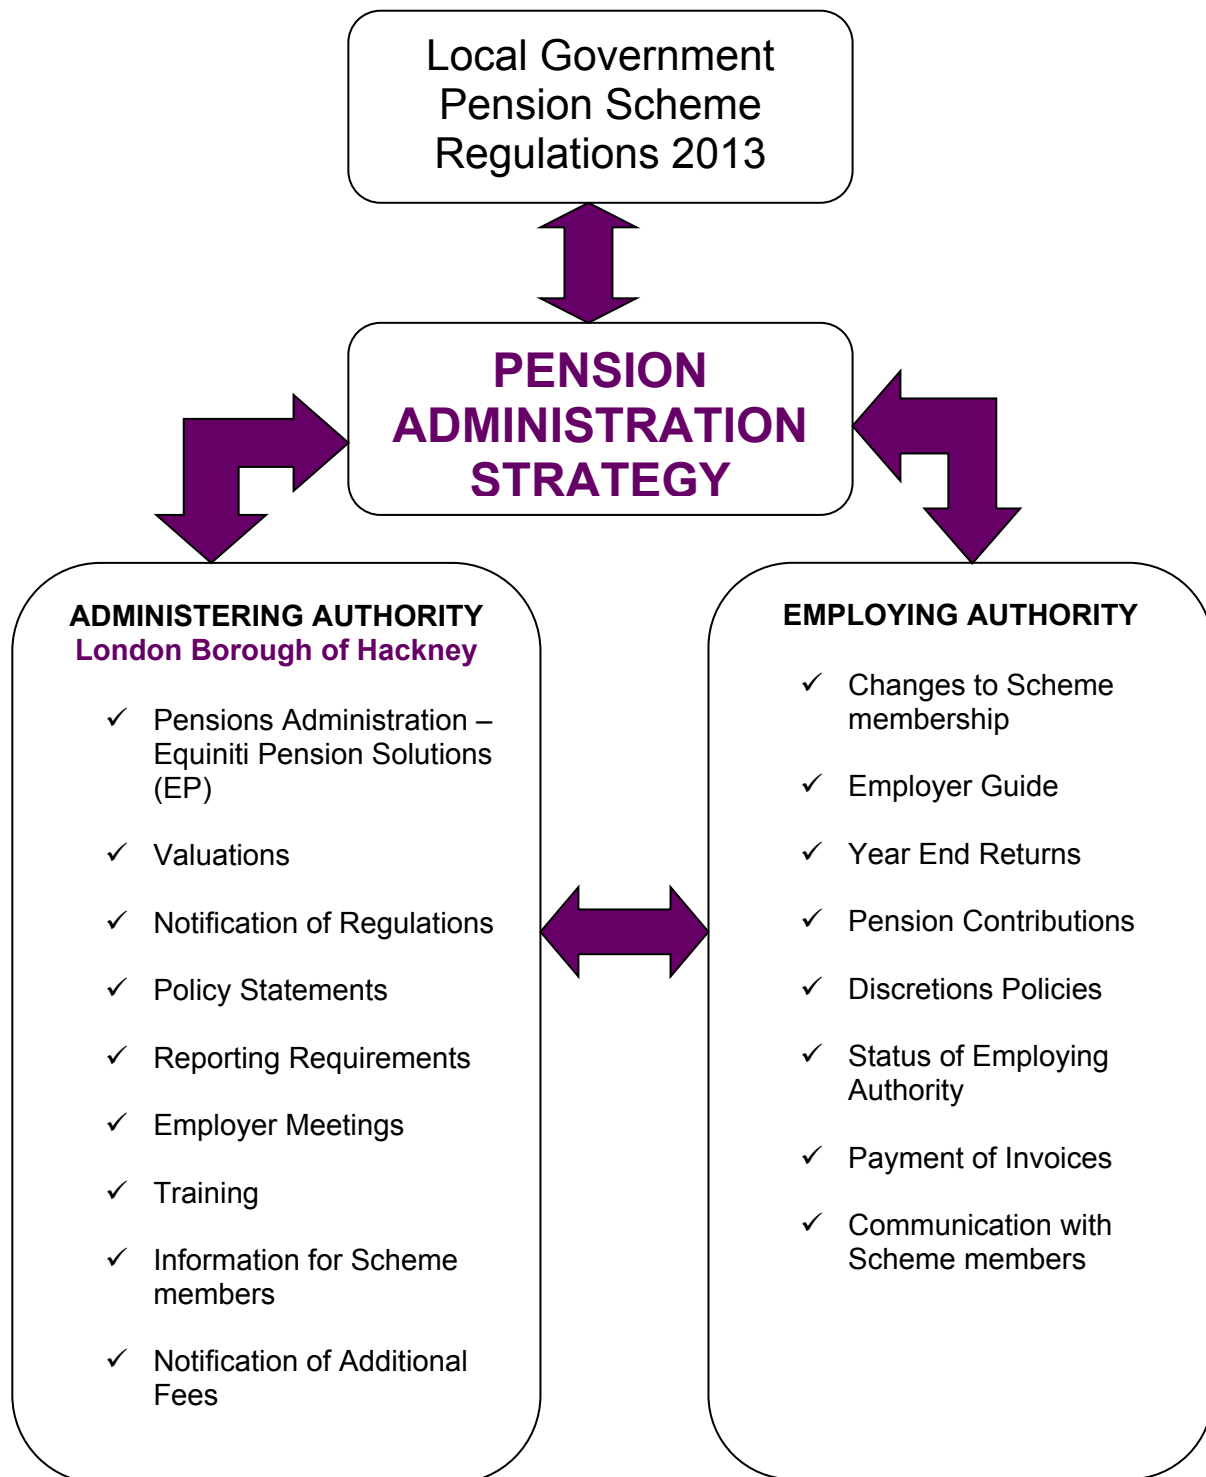 Local Government
Pension Scheme
Regulations 2013
PENSION
ADMINISTRATION
STRATEGY
ADMINISTERING AUTHORITY
London Borough of Hackney
✓ Pensions Administration –
Equiniti Pension Solutions
(EP)
✓ Valuations
✓ Notification of Regulations
✓ Policy Statements
✓ Reporting Requirements
✓ Employer Meetings
✓ Training
✓ Information for Scheme
members
✓ Notification of Additional
Fees
EMPLOYING AUTHORITY
✓ Changes to Scheme
membership
✓ Employer Guide
✓ Year End Returns
✓ Pension Contributions
✓ Discretions Policies
✓ Status of Employing
Authority
✓ Payment of Invoices
✓ Communication with
Scheme members